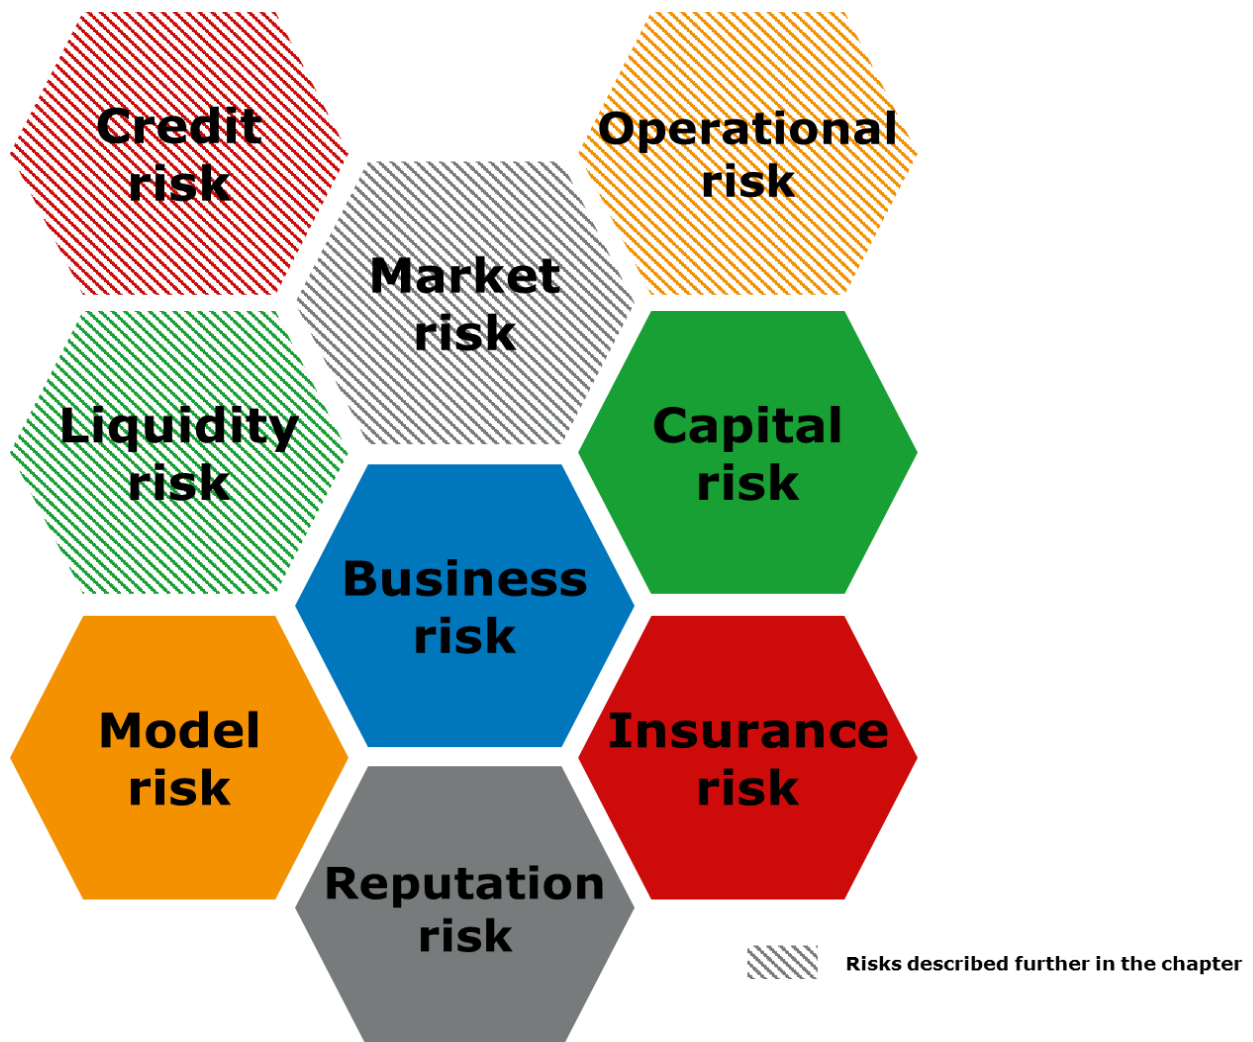 Credit
risk
Operational
risk
Market
risk
Liquidity
risk
Capital
risk
Business
risk
Model
risk
Insurance
risk
Reputation
risk
Risks described further in the chapter